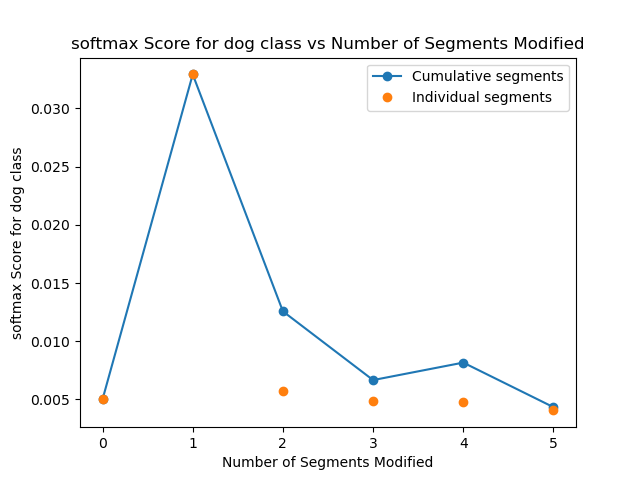 softmax Score for dog class vs Number of Segments Modified
Cumulative segments
Individual segments
softmax Score for dog class
0.030
0.025
0.020
0.015
0.010
0.005
0 1 2 3 4 5
Number of Segments Modified